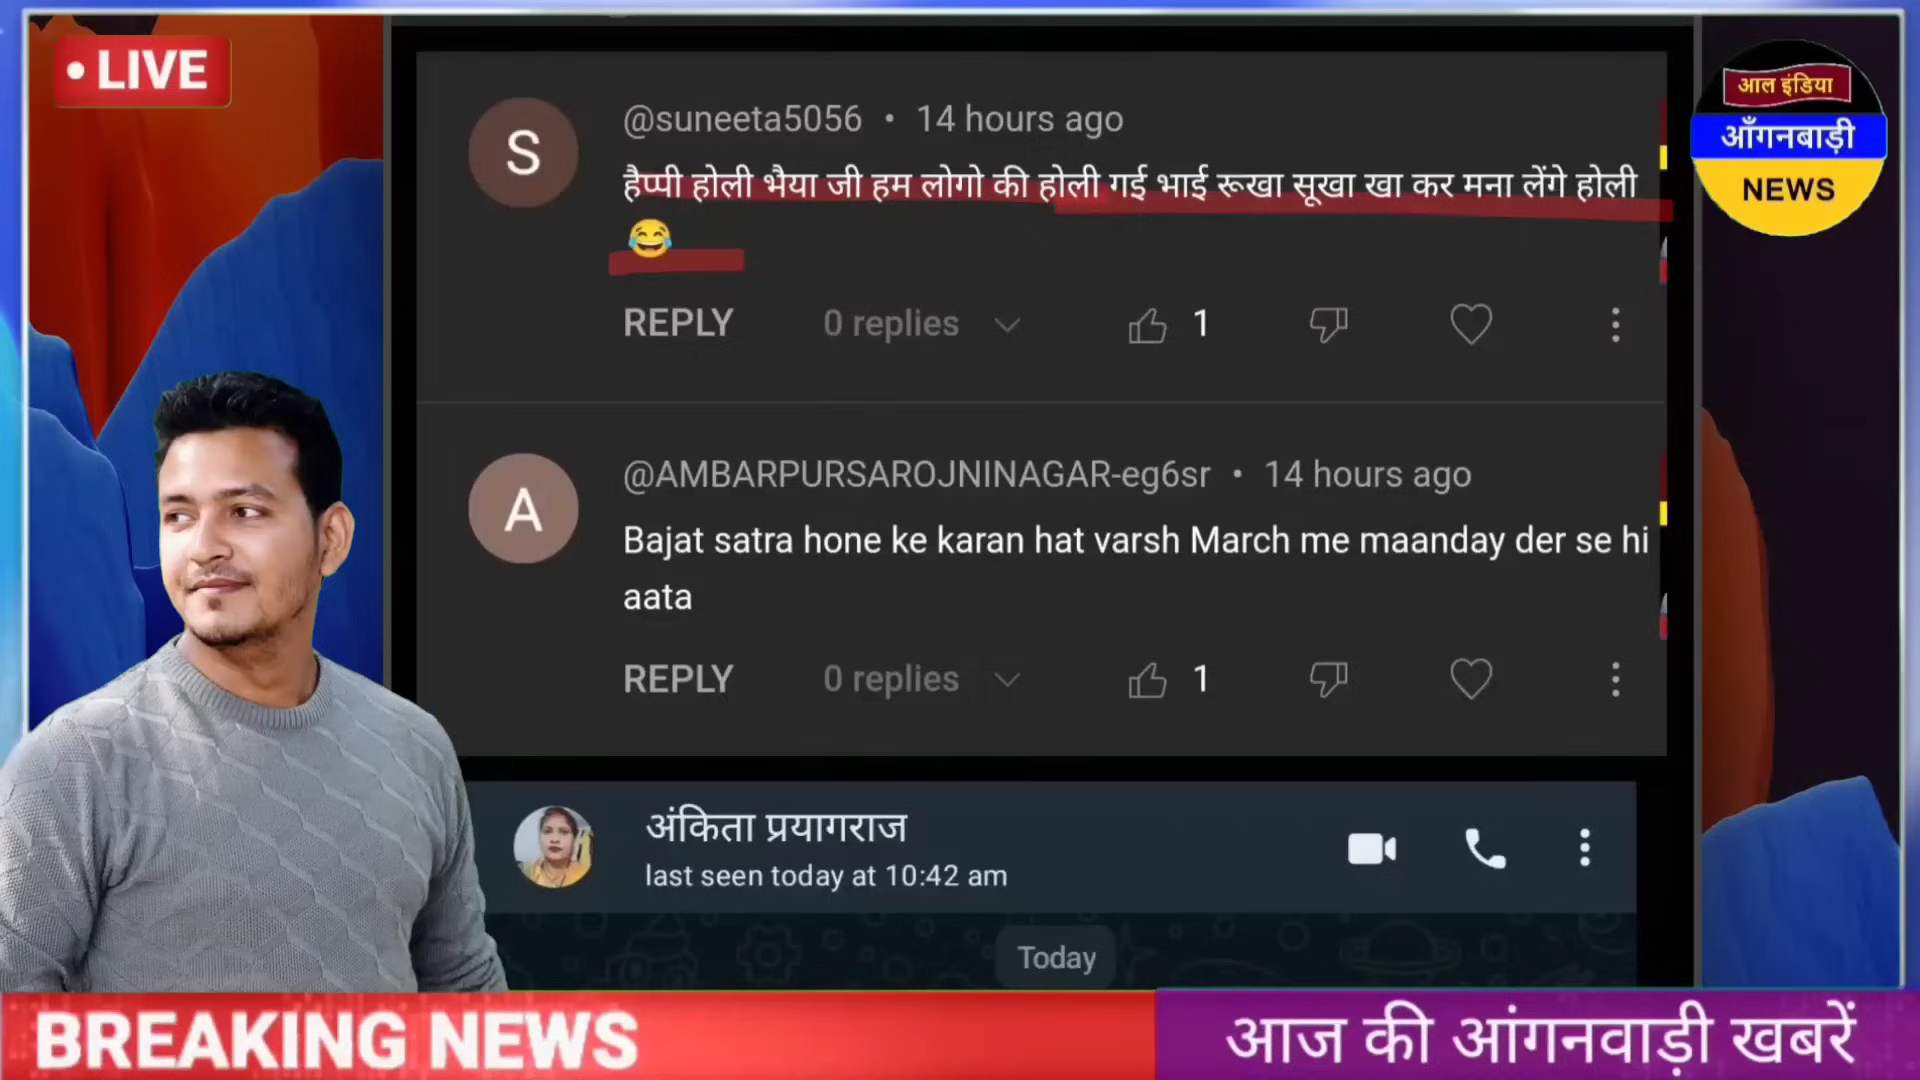 • LIVE
आल इंडिया
आँगनबाड़ी
NEWS
S
@suneeta5056 • 14 hours ago
हैप्पी होली भैया जी हम लोगो की होली गई भाई रूखा सूखा खा कर मना लेंगे होली
😂
REPLY 0 replies 1
A
@AMBARPURSAROJNINAGAR-eg6sr • 14 hours ago
Bajat satra hone ke karan hat varsh March me maanday der se hi
aata
REPLY 0 replies 1
अंकिता प्रयागराज
last seen today at 10:42 am
Today
BREAKING NEWS
आज की आंगनवाड़ी खबरें